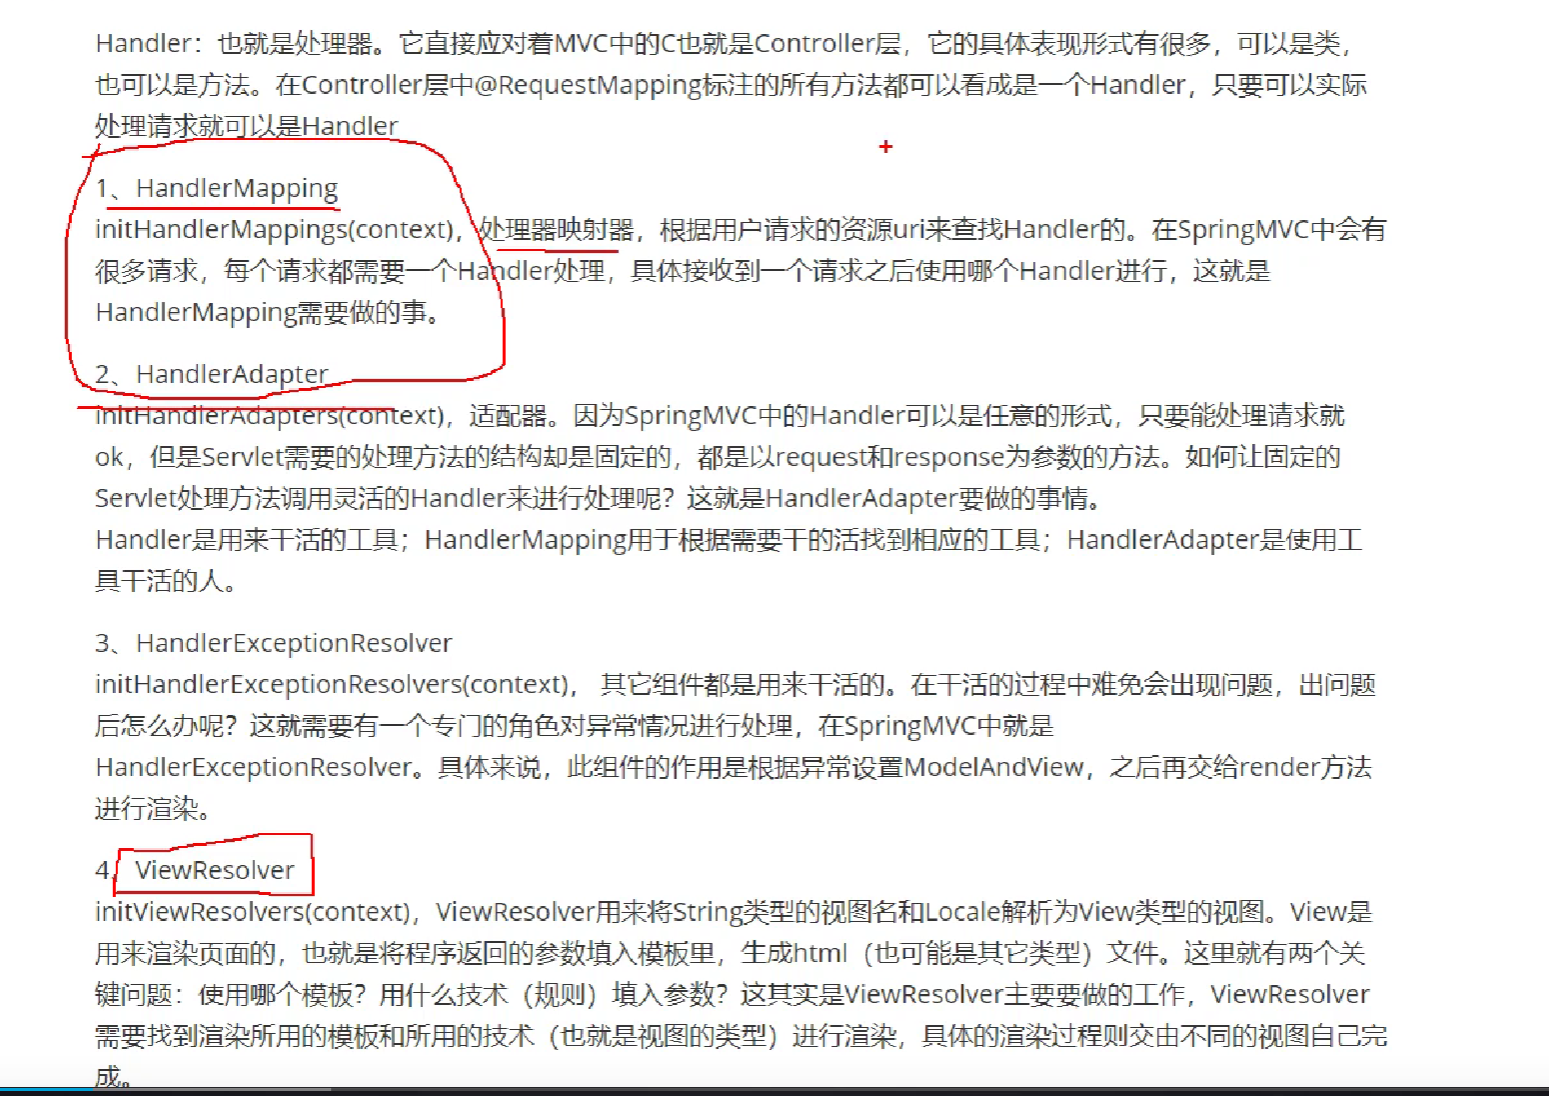 Handler：也就是处理器。它直接应对着MVC中的C也就是Controller层，它的具体表现形式有很多，可以是类，
也可以是方法。在Controller层中@RequestMapping标注的所有方法都可以看成是一个Handler，只要可以实际
处理请求就可以是Handler
1、HandlerMapping
initHandlerMappings(context)，处理器映射器，根据用户请求的资源uri来查找Handler的。在SpringMVC中会有
很多请求，每个请求都需要一个Handler处理，具体接收到一个请求之后使用哪个Handler进行，这就是
HandlerMapping需要做的事。
2、HandlerAdapter
initHandlerAdapters(context)，适配器。因为SpringMVC中的Handler可以是任意的形式，只要能处理请求就
ok，但是Servlet需要的处理方法的结构却是固定的，都是以request和response为参数的方法。如何让固定的
Servlet处理方法调用灵活的Handler来进行处理呢？这就是HandlerAdapter要做的事情。
Handler是用来干活的工具；HandlerMapping用于根据需要干的活找到相应的工具；HandlerAdapter是使用工
具干活的人。
3、HandlerExceptionResolver
initHandlerExceptionResolvers(context)， 其它组件都是用来干活的。在干活的过程中难免会出现问题，出问题
后怎么办呢？这就需要有一个专门的角色对异常情况进行处理，在SpringMVC中就是
HandlerExceptionResolver。具体来说，此组件的作用是根据异常设置ModelAndView，之后再交给render方法
进行渲染。
4、ViewResolver
initViewResolvers(context)，ViewResolver用来将String类型的视图名和Locale解析为View类型的视图。View是
用来渲染页面的，也就是将程序返回的参数填入模板里，生成html（也可能是其它类型）文件。这里就有两个关
键问题：使用哪个模板？用什么技术（规则）填入参数？这其实是ViewResolver主要要做的工作，ViewResolver
需要找到渲染所用的模板和所用的技术（也就是视图的类型）进行渲染，具体的渲染过程则交由不同的视图自己完
成。